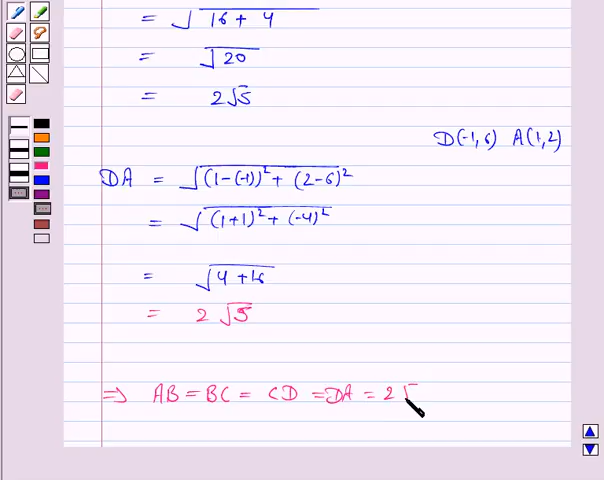 = √16 + 4
= √20
= 2√5
D(-1,6) A(1,2)
DA = √(1-(-1))² + (2-6)²
= √(1+1)² + (-4)²
= √4 + 16
= 2 √5
⇒ AB = BC = CD = DA = 2 √